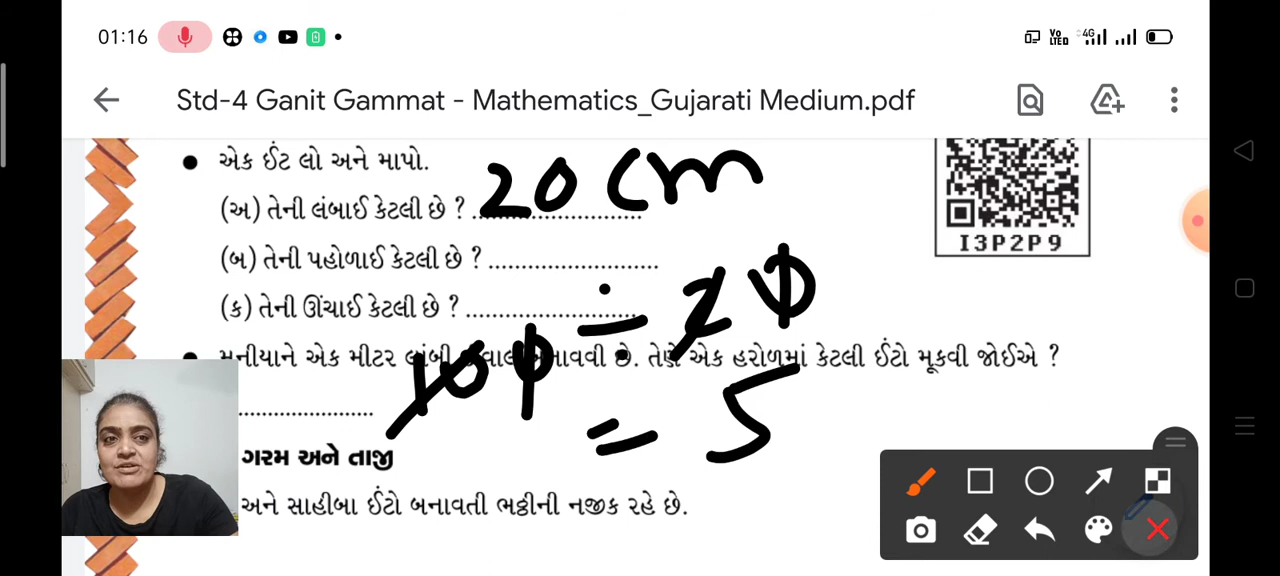 01:16
Std-4 Ganit Gammat - Mathematics_Gujarati Medium.pdf
એક ઈંટ લો અને માપો.
20 cm
(અ) તેની લંબાઈ કેટલી છે ? ..............................
I3P2P9
(બ) તેની પહોળાઈ કેટલી છે ? ..............................
(ક) તેની ઊંચાઈ કેટલી છે ? ..............................
100 ÷ 20
= 5
મનીયાને એક મીટર લાંબી દીવાલ બનાવવી છે. તેણે એક હરોળમાં કેટલી ઈંટો મૂકવી જોઈએ ?
ગરમ અને તાજી
અને સાહીબા ઈંટો બનાવતી ભઠ્ઠીની નજીક રહે છે.